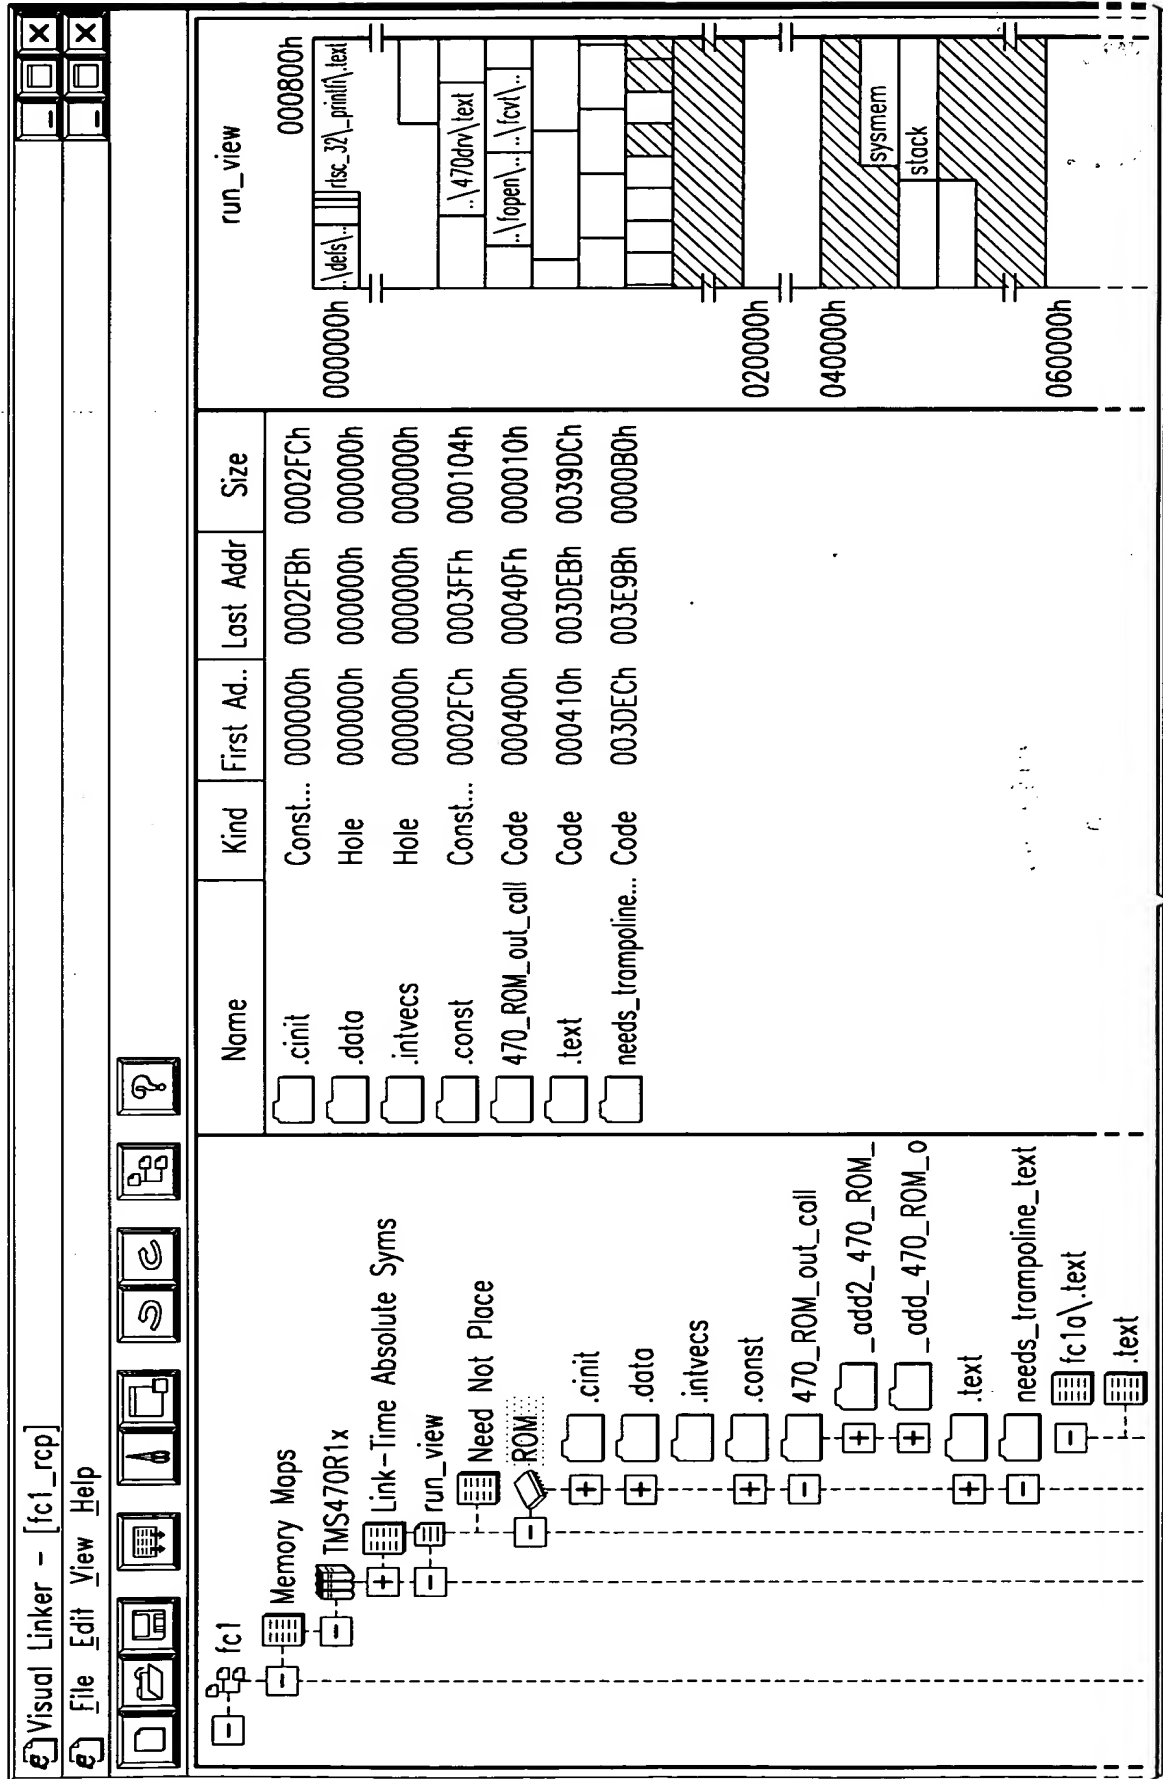 Visual Linker - [fc1_rcp]
File Edit View Help
fc1
Memory Maps
TMS470R1x
Link-Time Absolute Syms
run_view
Need Not Place
ROM
.cinit
.data
.intvecs
.const
470_ROM_out_call
_add2_470_ROM_
_add_470_ROM_o
.text
needs_trampoline_text
fc1a\.text
.text
Name Kind First Ad.. Last Addr Size
.cinit Const... 000000h 0002FBh 0002FCh
.data Hole 000000h 000000h 000000h
.intvecs Hole 000000h 000000h 000000h
.const Const... 0002FCh 0003FFh 000104h
470_ROM_out_call Code 000400h 00040Fh 000010h
.text Code 000410h 003DEBh 0039DCh
needs_trampoline... Code 003DECh 003E9Bh 0000B0h
run_view
000800h
000000h ..\defs\.. rtsc_32\_printfi\.text
..\470drv\text
..\fopen\.. ..\fcvt\..
020000h
040000h
sysmem
stack
060000h